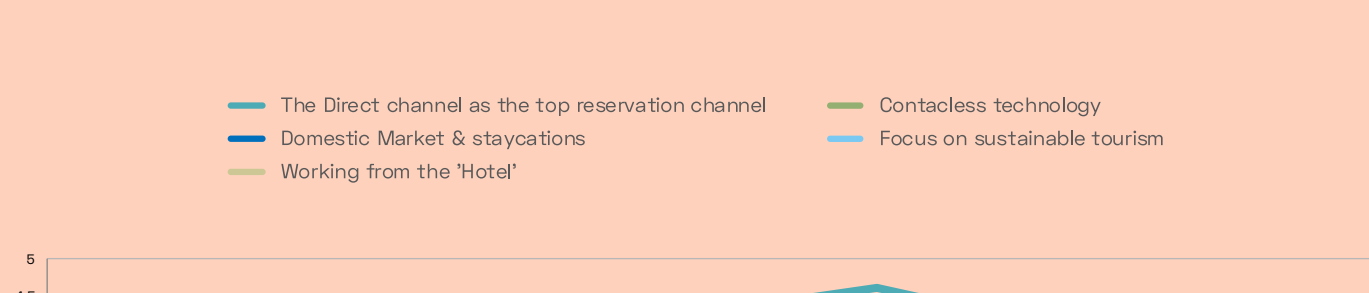 The Direct channel as the top reservation channel
Domestic Market & staycations
Working from the 'Hotel'
Contacless technology
Focus on sustainable tourism
5